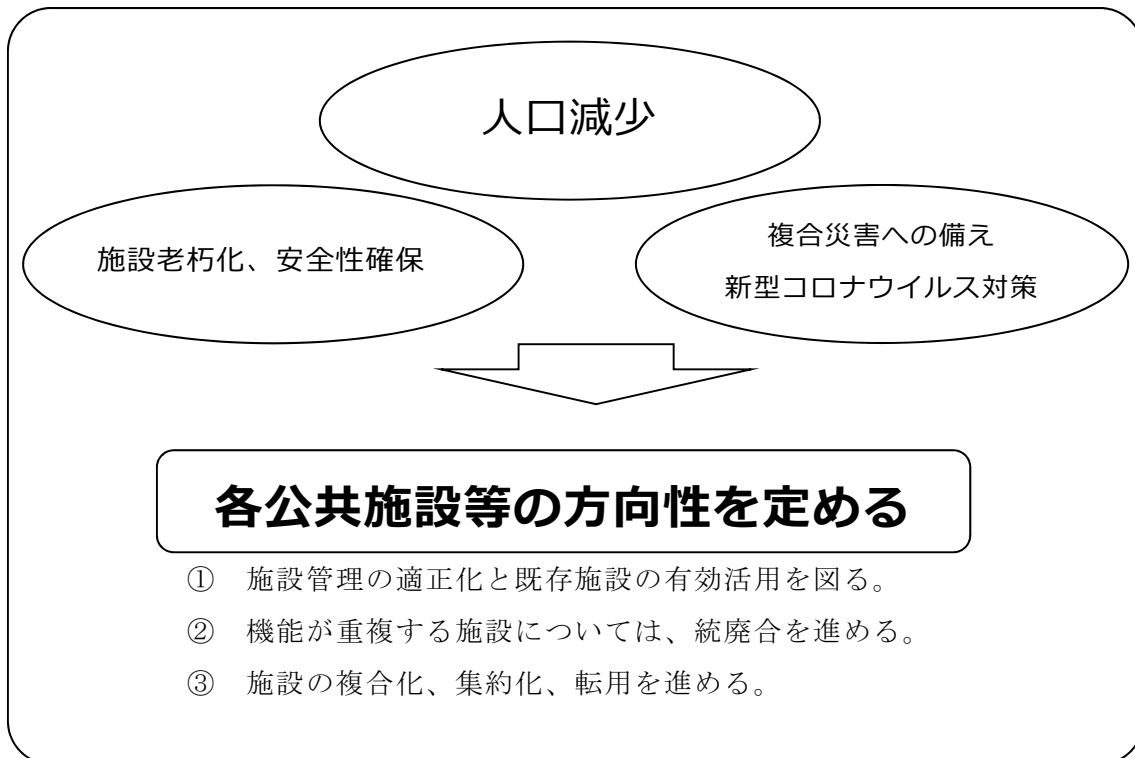 人口減少
施設老朽化、安全性確保
複合災害への備え
新型コロナウイルス対策
各公共施設等の方向性を定める
① 施設管理の適正化と既存施設の有効活用を図る。
② 機能が重複する施設については、統廃合を進める。
③ 施設の複合化、集約化、転用を進める。